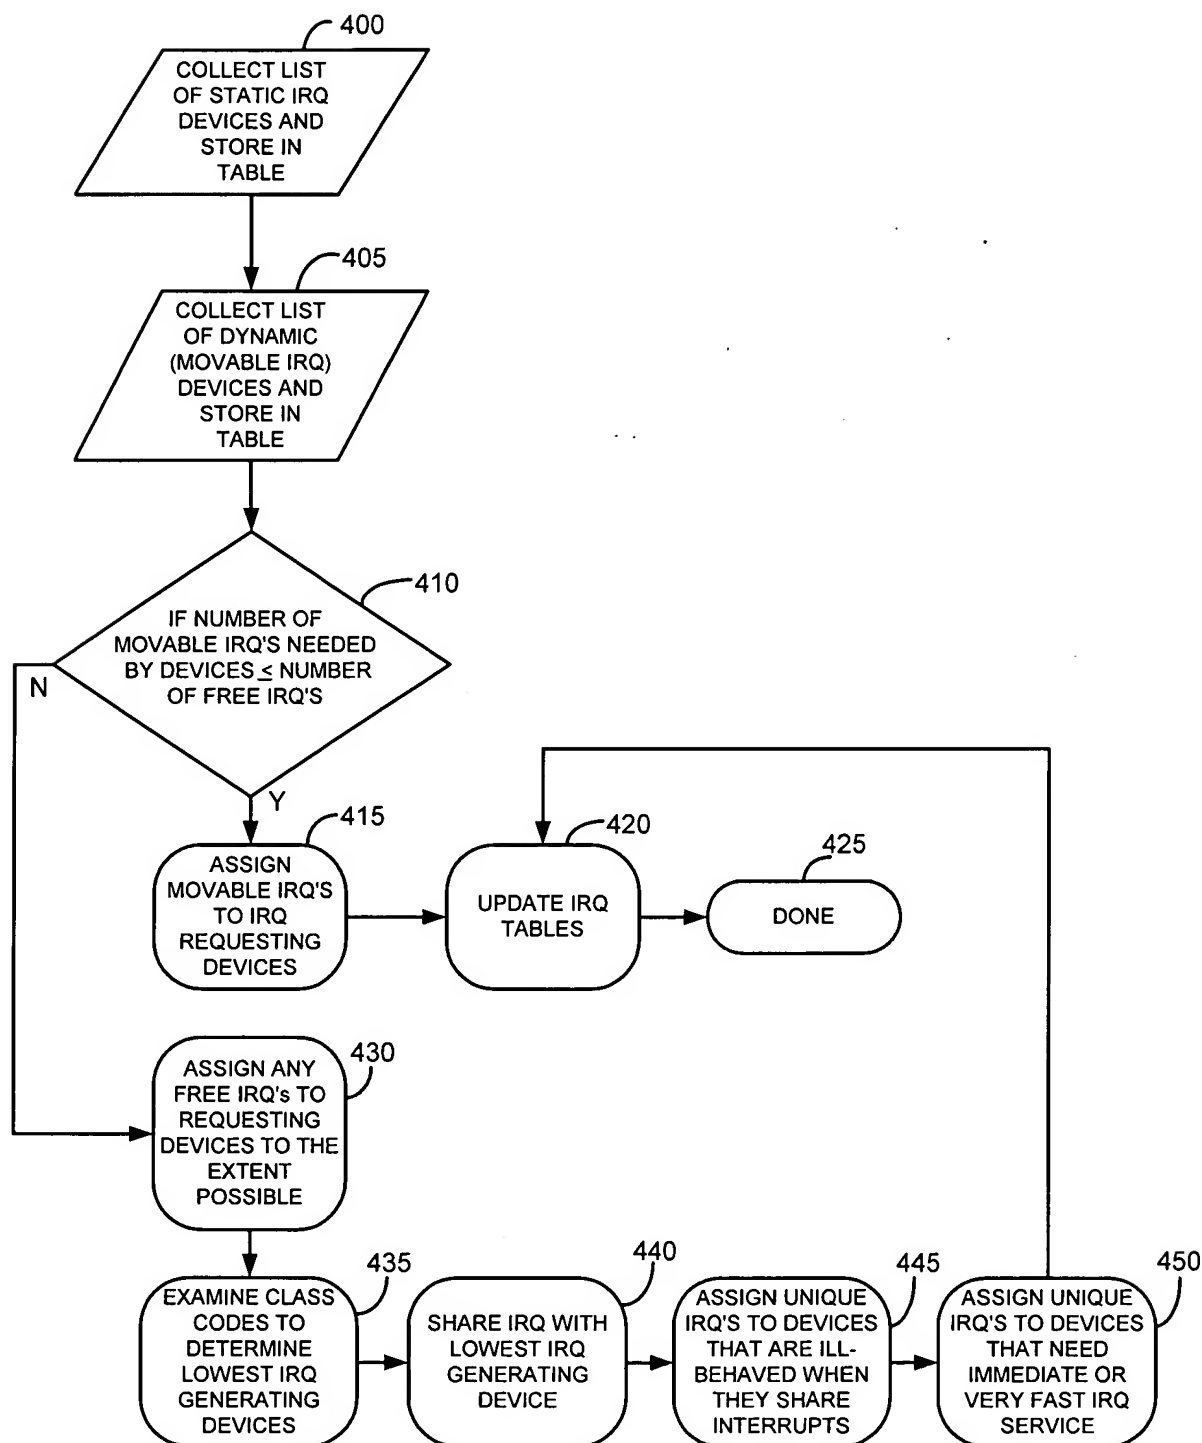 400
COLLECT LIST
OF STATIC IRQ
DEVICES AND
STORE IN
TABLE
405
COLLECT LIST
OF DYNAMIC
(MOVABLE IRQ)
DEVICES AND
STORE IN
TABLE
410
IF NUMBER OF
MOVABLE IRQ'S NEEDED
BY DEVICES ≤ NUMBER
OF FREE IRQ'S
N
Y
415
ASSIGN
MOVABLE IRQ'S
TO IRQ
REQUESTING
DEVICES
420
UPDATE IRQ
TABLES
425
DONE
430
ASSIGN ANY
FREE IRQ's TO
REQUESTING
DEVICES TO THE
EXTENT
POSSIBLE
435
EXAMINE CLASS
CODES TO
DETERMINE
LOWEST IRQ
GENERATING
DEVICES
440
SHARE IRQ WITH
LOWEST IRQ
GENERATING
DEVICE
445
ASSIGN UNIQUE
IRQ'S TO DEVICES
THAT ARE ILL-
BEHAVED WHEN
THEY SHARE
INTERRUPTS
450
ASSIGN UNIQUE
IRQ'S TO DEVICES
THAT NEED
IMMEDIATE OR
VERY FAST IRQ
SERVICE